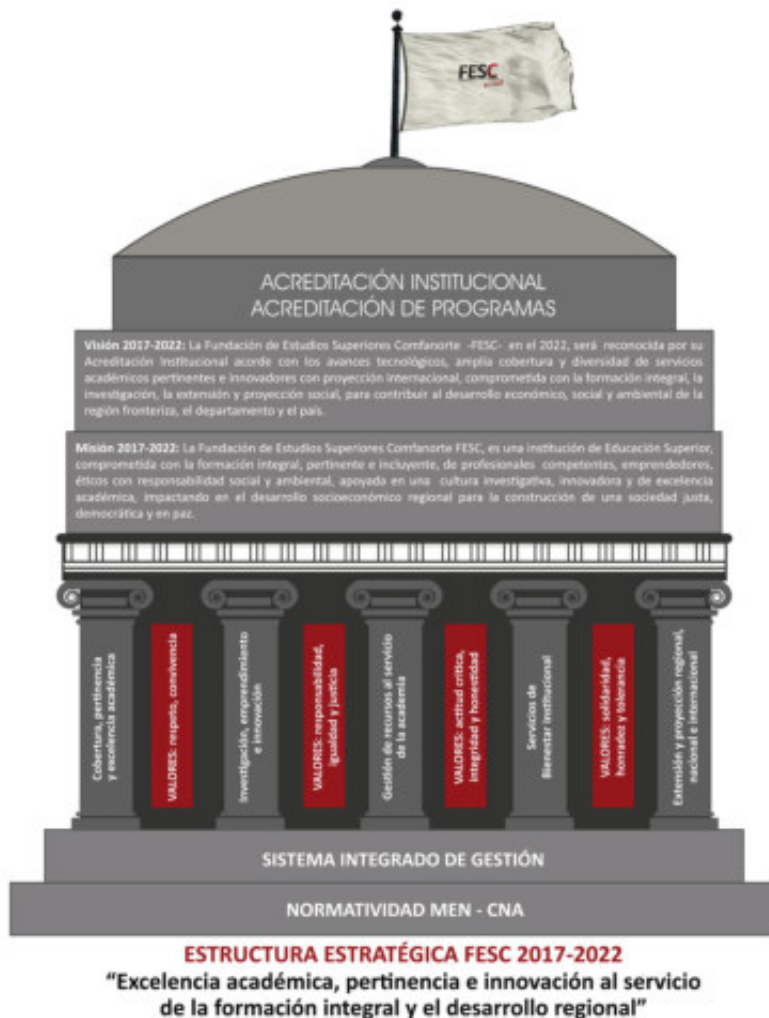 FESC
ACREDITACIÓN INSTITUCIONAL
ACREDITACIÓN DE PROGRAMAS
Visión 2017-2022: La Fundación de Estudios Superiores Comfanorte -FESC- en el 2022, será reconocida por su
Acreditación Institucional acorde con los avances tecnológicos, amplia cobertura y diversidad de servicios
académicos pertinentes e innovadores con proyección internacional, comprometida con la formación integral, la
investigación, la extensión y proyección social, para contribuir al desarrollo económico, social y ambiental de la
región fronteriza, el departamento y el país.
Misión 2017-2022: La Fundación de Estudios Superiores Comfanorte FESC, es una institución de Educación Superior,
comprometida con la formación integral, pertinente e incluyente, de profesionales competentes, emprendedores,
éticos con responsabilidad social y ambiental, apoyada en una cultura investigativa, innovadora y de excelencia
académica, impactando en el desarrollo socioeconómico regional para la construcción de una sociedad justa,
democrática y en paz.
Cobertura, pertinencia
y excelencia académica
VALORES: respeto, convivencia
Investigación, emprendimiento
e innovación
VALORES: responsabilidad,
igualdad y justicia
Gestión de recursos al servicio
de la academia
VALORES: actitud crítica,
integridad y honestidad
Servicios de
Bienestar Institucional
VALORES: solidaridad,
honradez y tolerancia
Extensión y proyección regional,
nacional e internacional
SISTEMA INTEGRADO DE GESTIÓN
NORMATIVIDAD MEN - CNA
ESTRUCTURA ESTRATÉGICA FESC 2017-2022
“Excelencia académica, pertinencia e innovación al servicio
de la formación integral y el desarrollo regional”